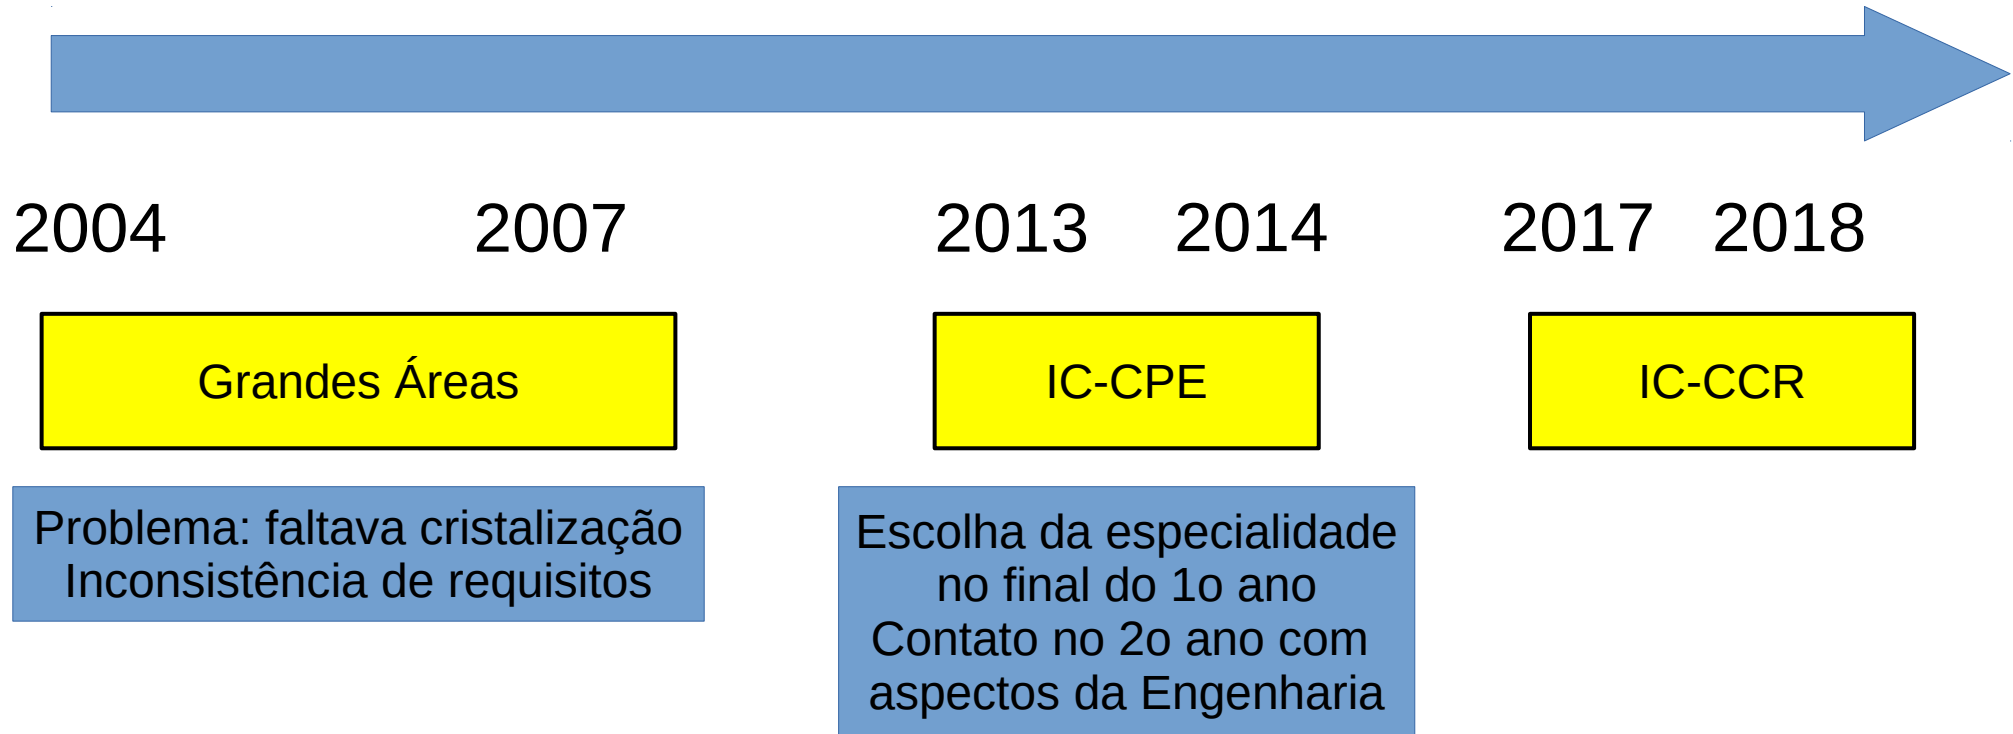 2004 2007 2013 2014 2017 2018
Grandes Áreas
IC-CPE
IC-CCR
Problema: faltava cristalização
Inconsistência de requisitos
Escolha da especialidade
no final do 1o ano
Contato no 2o ano com
aspectos da Engenharia